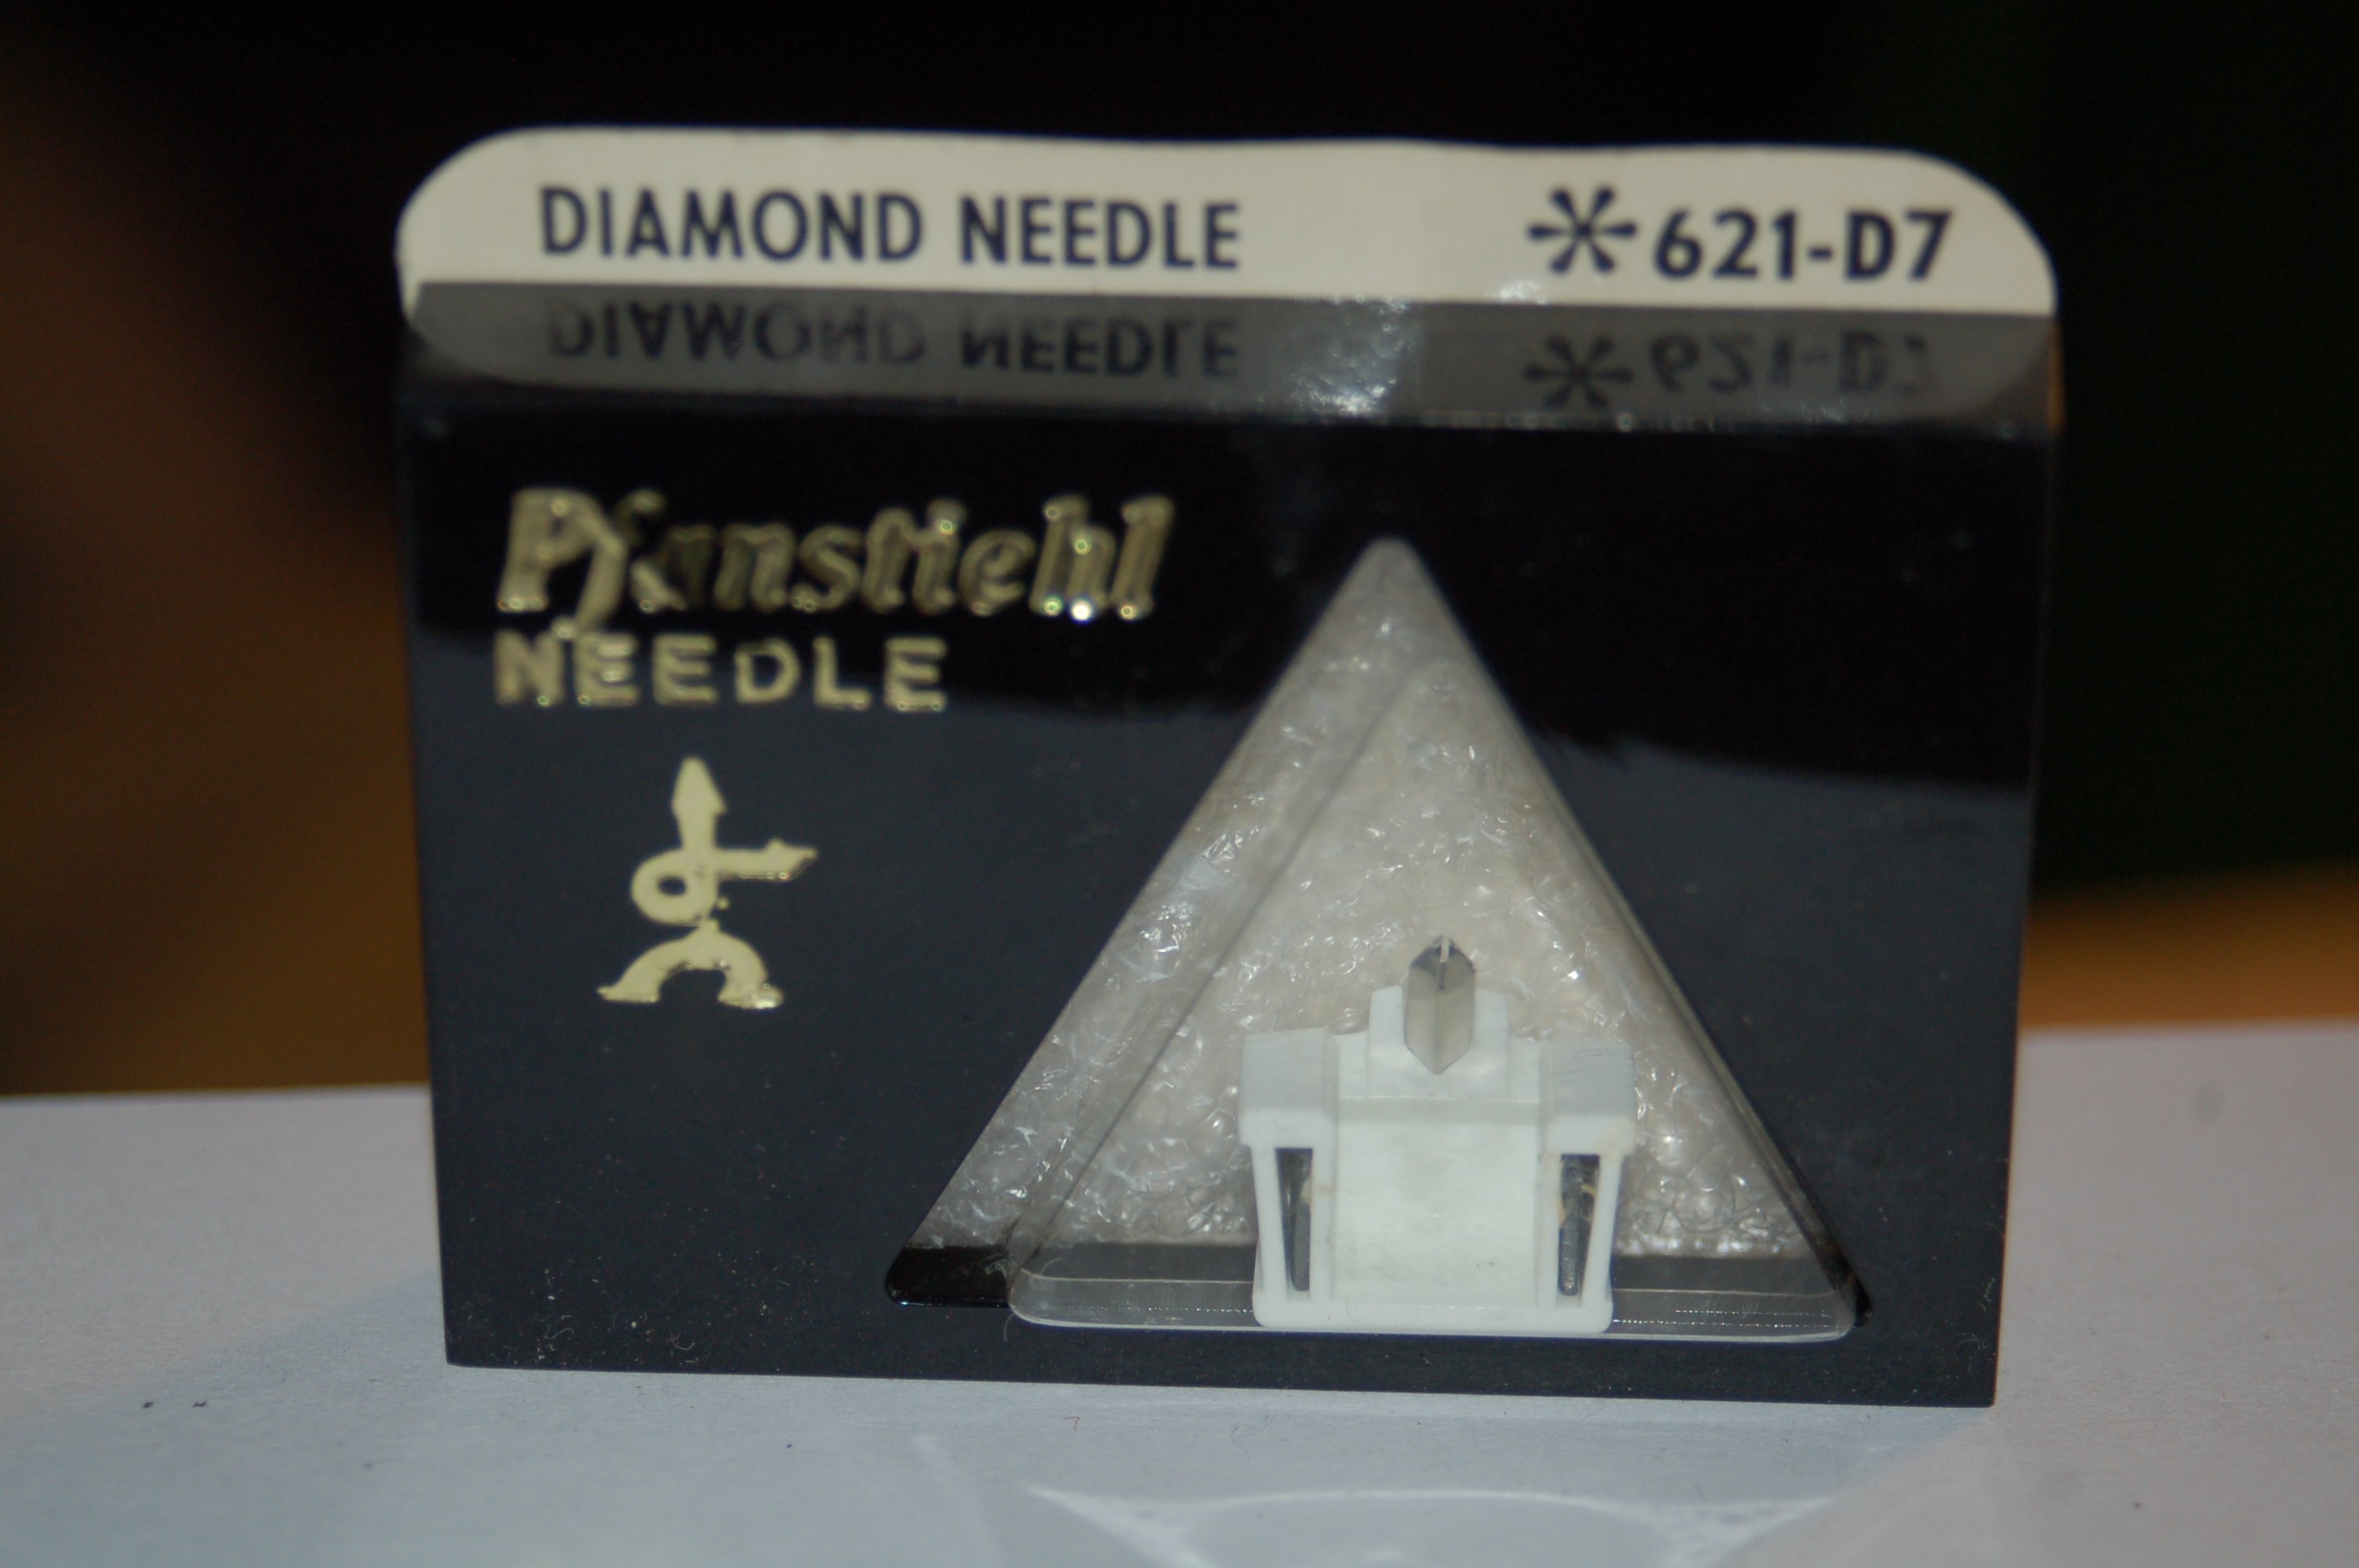 DIAMOND NEEDLE *621-D7
Pfanstiehl
NEEDLE